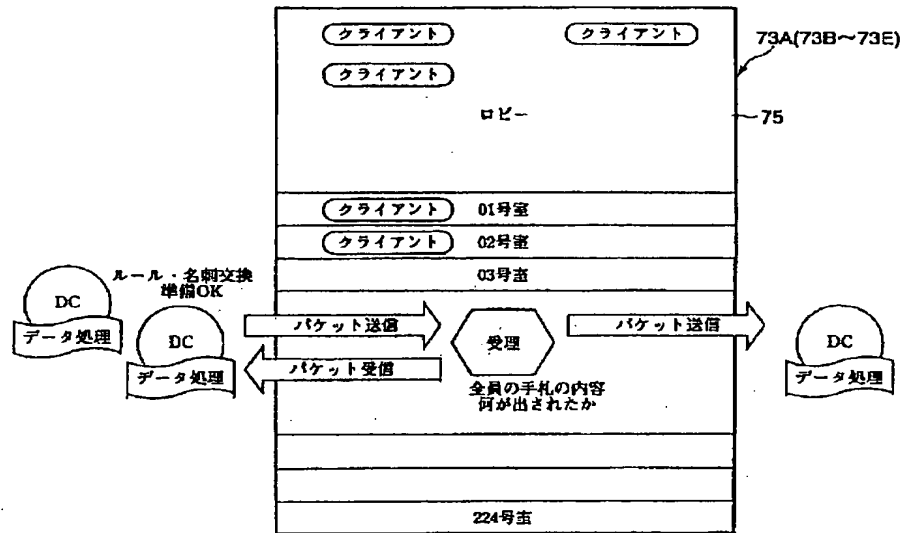 クライアント
クライアント
73A(73B〜73E)
クライアント
ロビー
75
クライアント 01号室
クライアント 02号室
03号室
ルール・名刺交換
準備OK
DC
データ処理
DC
データ処理
パケット送信
パケット受信
受理
全員の手札の内容
何が出されたか
パケット送信
DC
データ処理
224号室